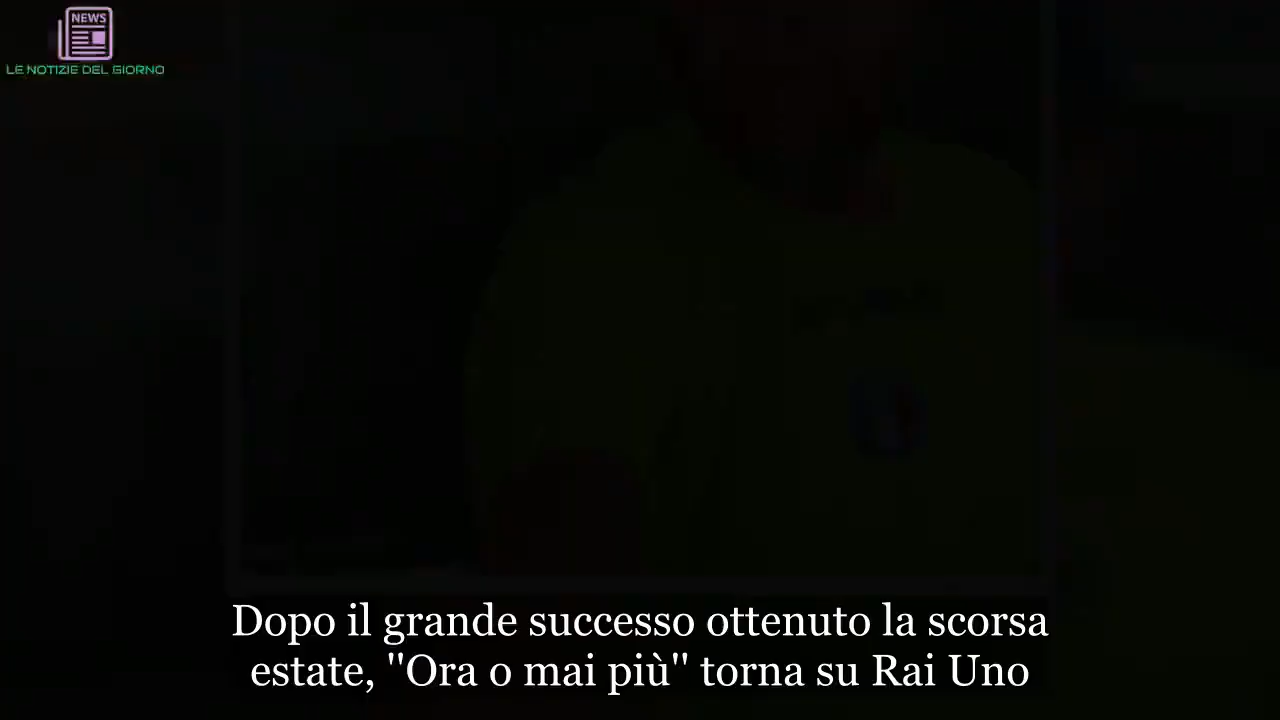 NEWS
LE NOTIZIE DEL GIORNO
Dopo il grande successo ottenuto la scorsa
estate, "Ora o mai più" torna su Rai Uno